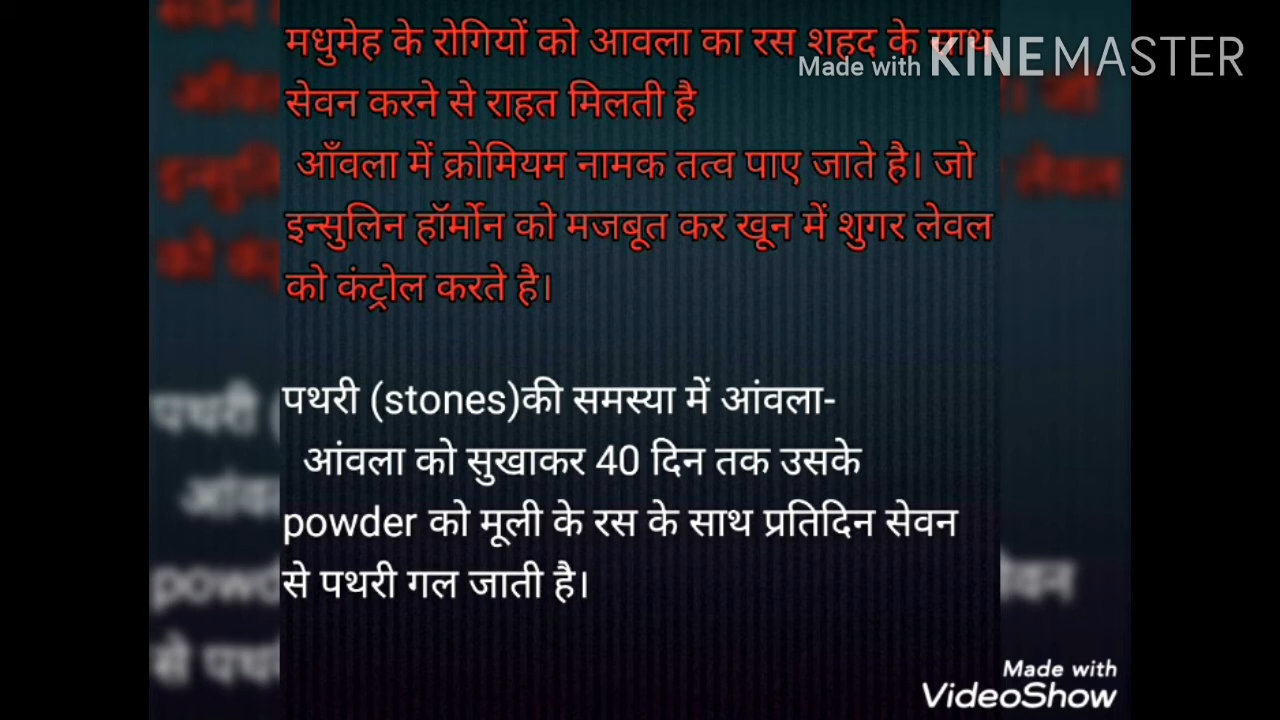 मधुमेह के रोगियों को आवला का रस शहद के साथ
Made with KINEMASTER
सेवन करने से राहत मिलती है
आँवला में क्रोमियम नामक तत्व पाए जाते है। जो
इन्सुलिन हॉर्मोन को मजबूत कर खून में शुगर लेवल
को कंट्रोल करते है।
पथरी (stones)की समस्या में आंवला-
आंवला को सुखाकर 40 दिन तक उसके
powder को मूली के रस के साथ प्रतिदिन सेवन
से पथरी गल जाती है।
Made with
VideoShow